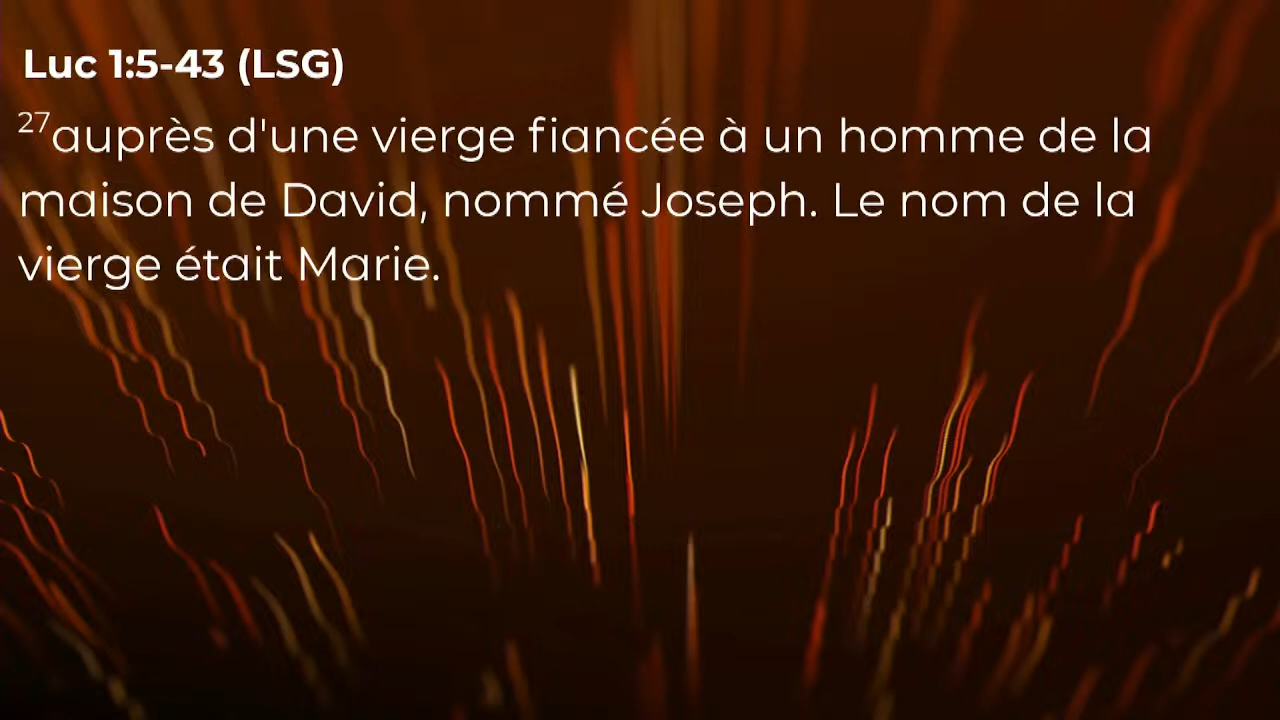 Luc 1:5-43 (LSG)
27auprès d'une vierge fiancée à un homme de la
maison de David, nommé Joseph. Le nom de la
vierge était Marie.